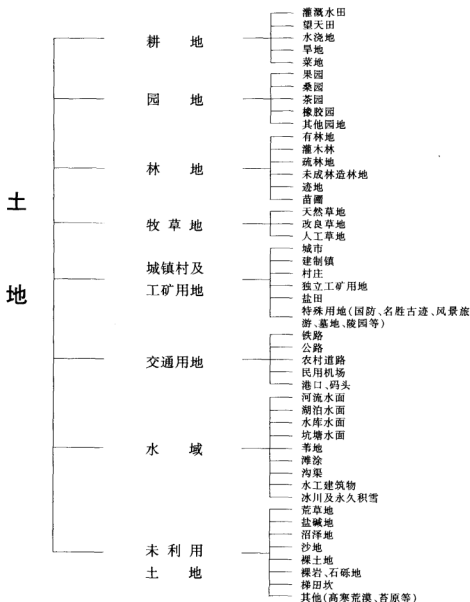 土地
耕地
灌溉水田
望天田
水浇地
旱地
菜地
园地
果园
桑园
茶园
橡胶园
其他园地
林地
有林地
灌木林
疏林地
未成林造林地
迹地
苗圃
牧草地
天然草地
改良草地
人工草地
城镇村及
工矿用地
城市
建制镇
村庄
独立工矿用地
盐田
特殊用地(国防、名胜古迹、风景旅
游、墓地、陵园等)
交通用地
铁路
公路
农村道路
民用机场
港口、码头
水域
河流水面
湖泊水面
水库水面
坑塘水面
苇地
滩涂
沟渠
水工建筑物
冰川及永久积雪
未利用
土地
荒草地
盐碱地
沼泽地
沙地
裸土地
裸岩、石砾地
梯田坎
其他(高寒荒漠、苔原等)